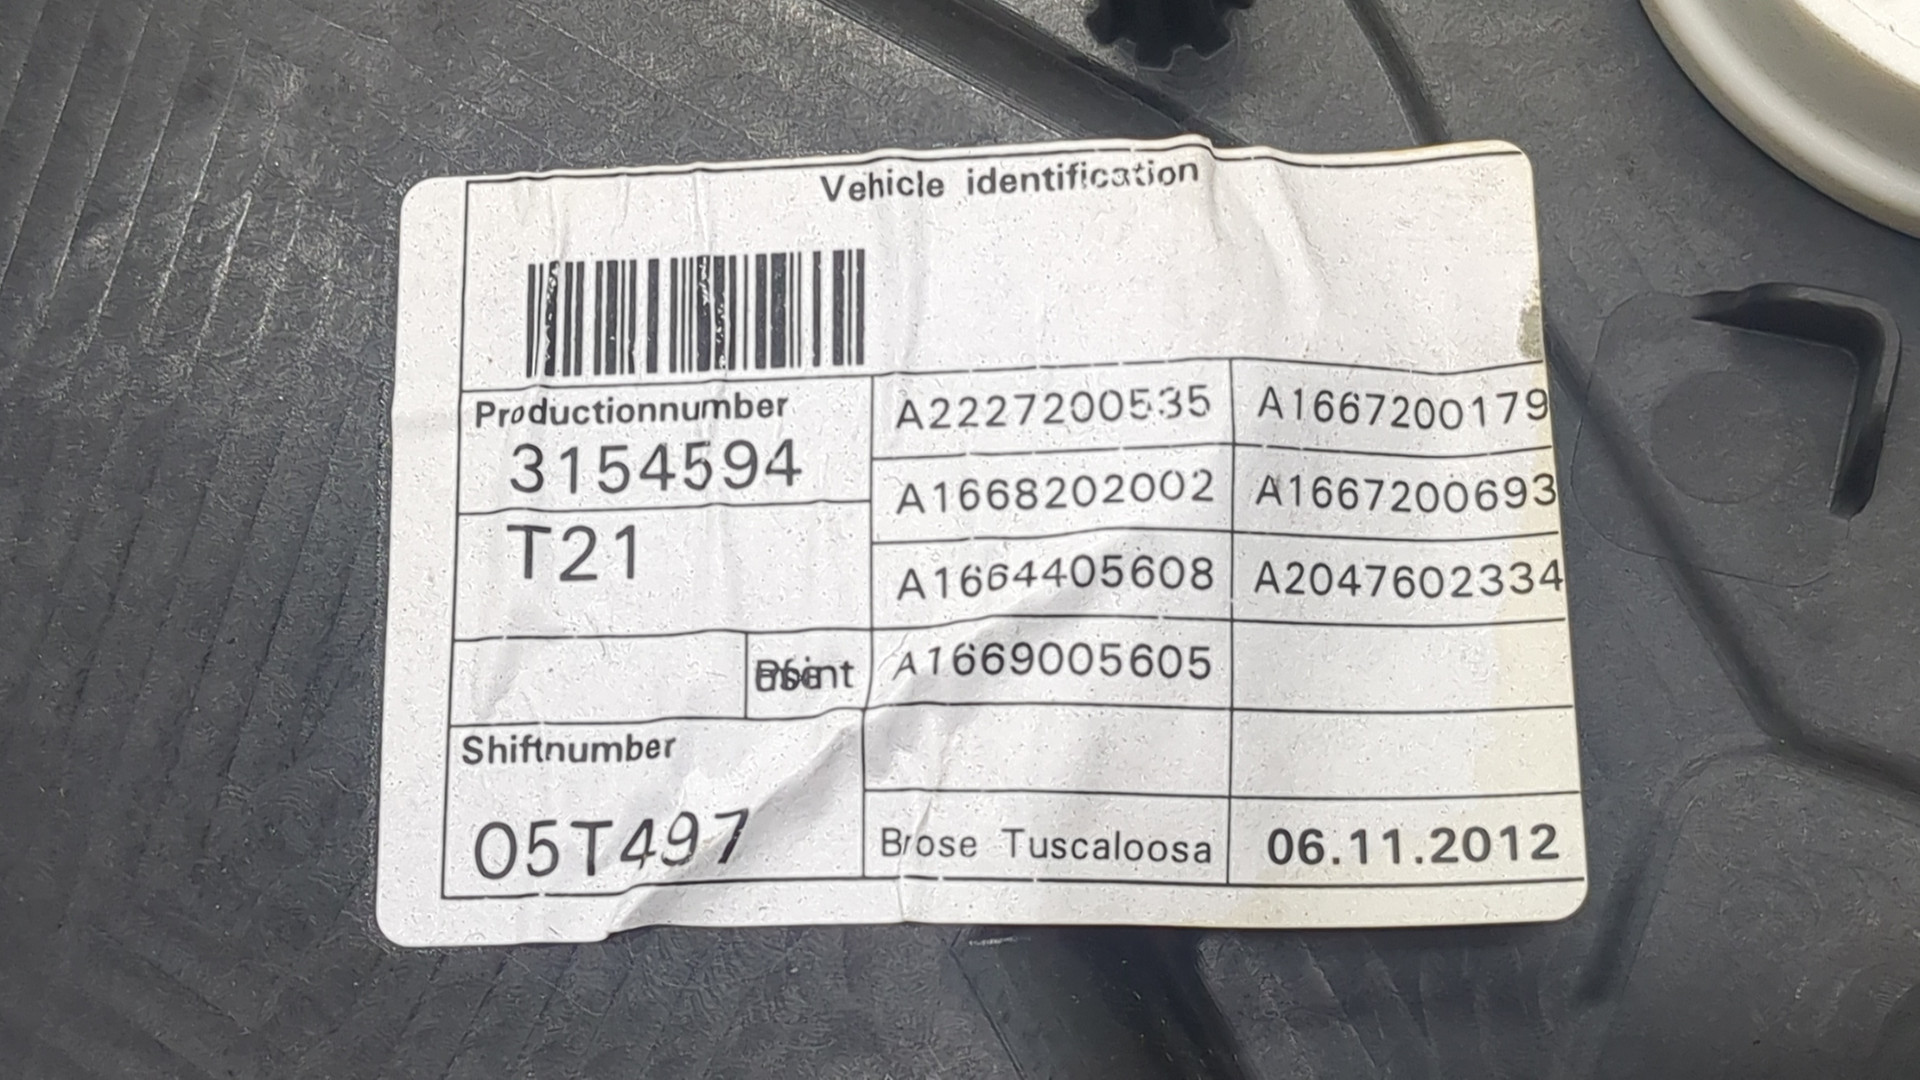 Vehicle identification
Productionnumber
3154594
T21
Shiftnumber
05T497
A2227200535 A1667200179
A1668202002 A1667200693
A1664405608 A2047602334
A1669005605
Brose Tuscaloosa 06.11.2012